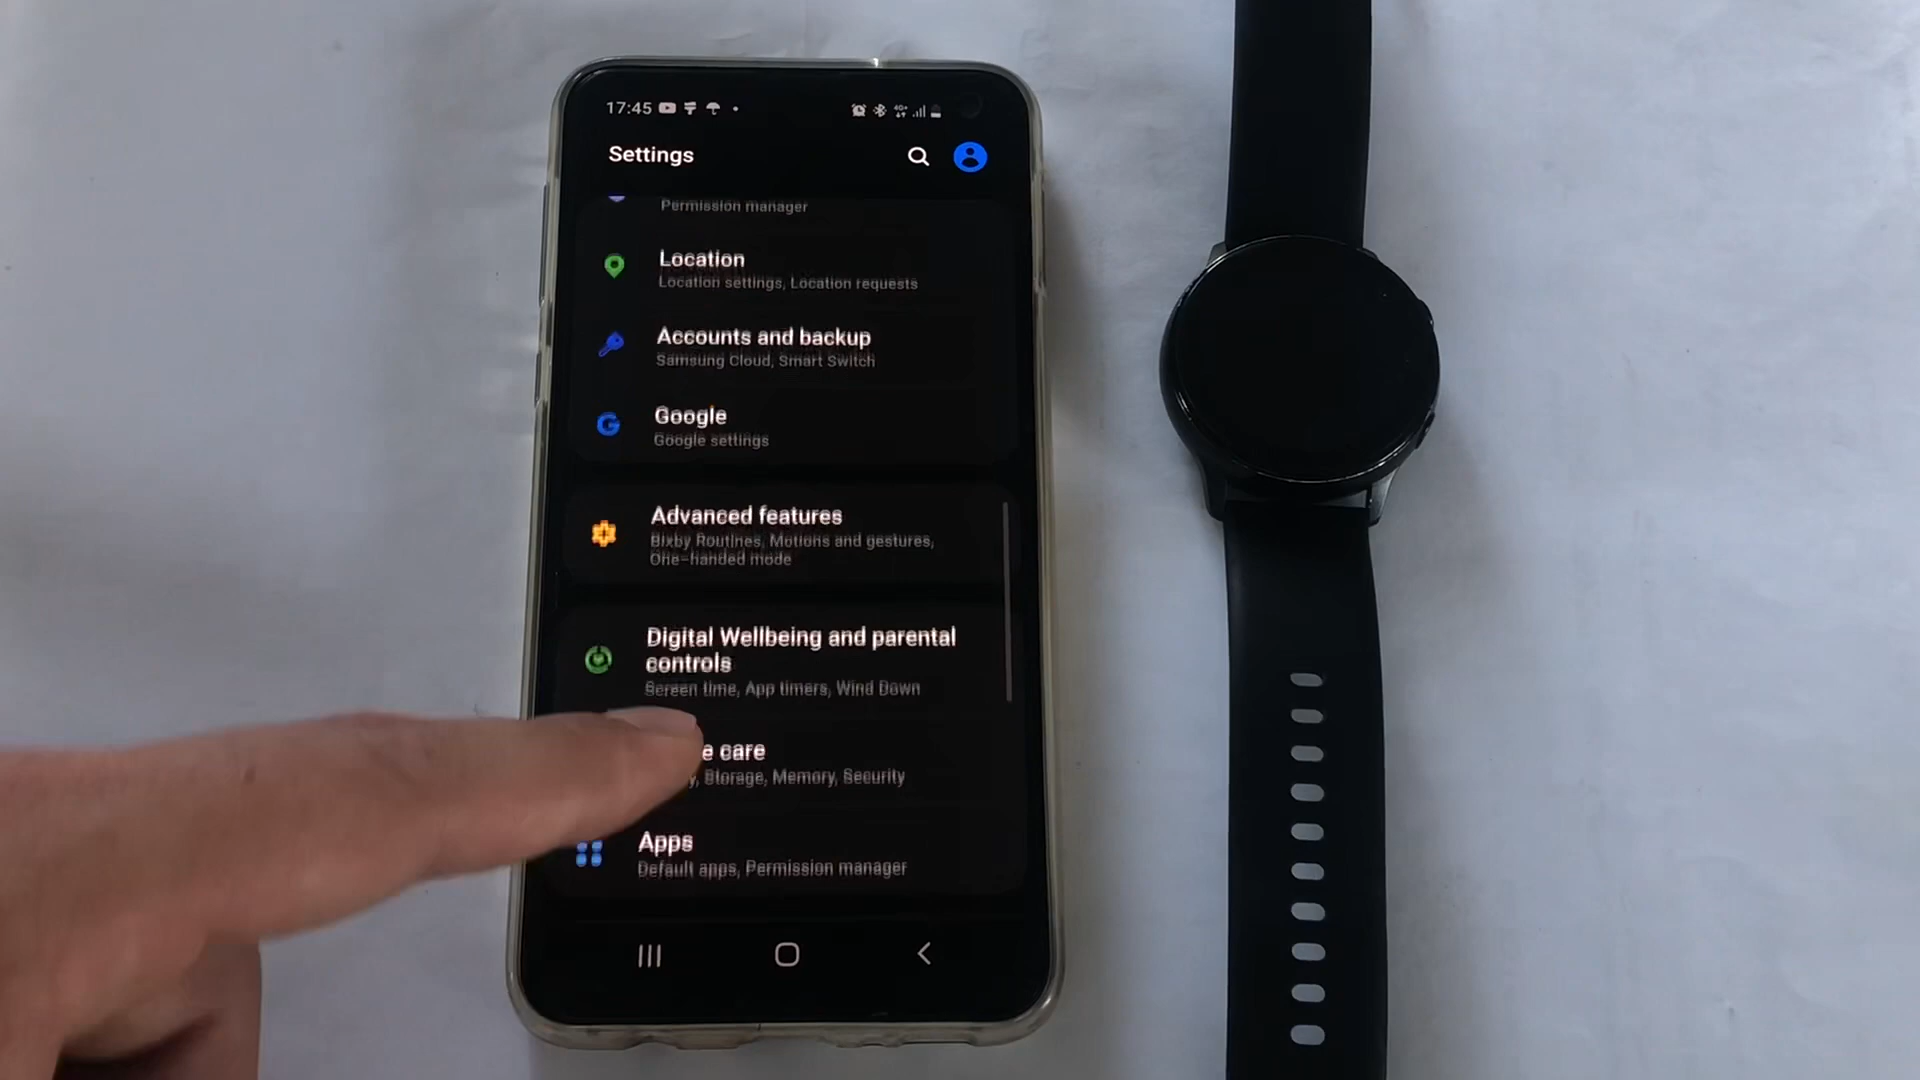 17:45
Settings
Permission manager
Location
Location settings, Location requests
Accounts and backup
Samsung Cloud, Smart Switch
Google
Google settings
Advanced features
Bixby Routines, Motions and gestures,
One-handed mode
Digital Wellbeing and parental
controls
Screen time, App timers, Wind Down
care
Storage, Memory, Security
Apps
Default apps, Permission manager